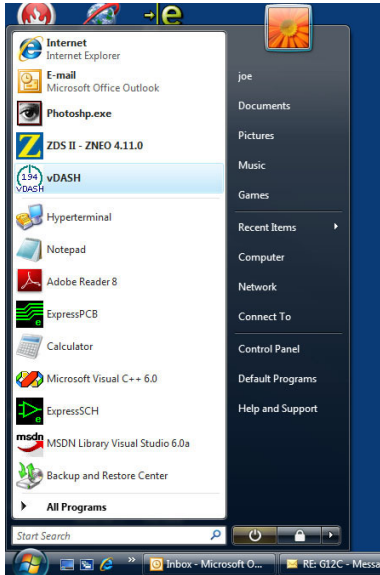 Internet
Internet Explorer
E-mail
Microsoft Office Outlook
Photoshp.exe
ZDS II - ZNEO 4.11.0
194
VDASH
vDASH
Hyperterminal
Notepad
Adobe Reader 8
ExpressPCB
Calculator
Microsoft Visual C++ 6.0
ExpressSCH
msdn
MSDN Library Visual Studio 6.0a
Backup and Restore Center
All Programs
Start Search
joe
Documents
Pictures
Music
Games
Recent Items
Computer
Network
Connect To
Control Panel
Default Programs
Help and Support
Inbox - Microsoft O...
RE: G12C - Messa